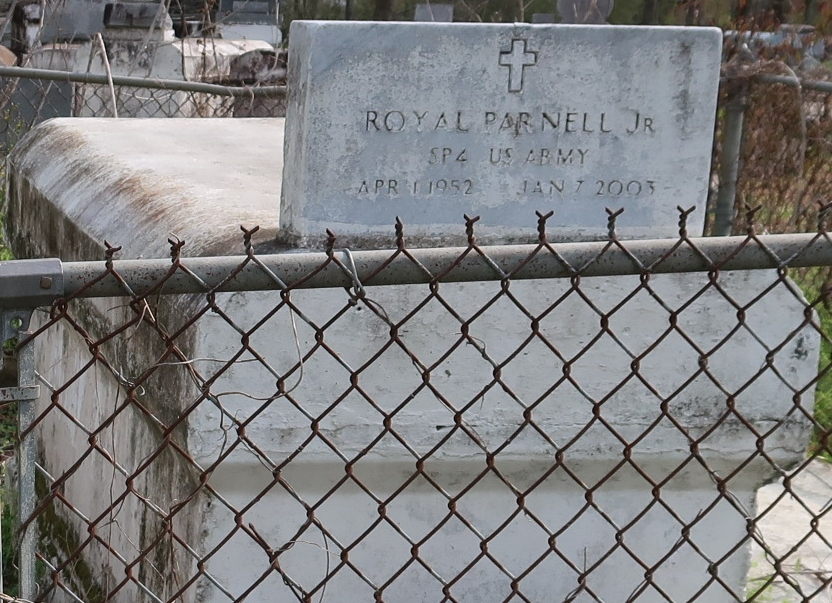 ROYAL PARNELL JR
SP4 US ARMY
APR 1 1952 JAN 7 2003